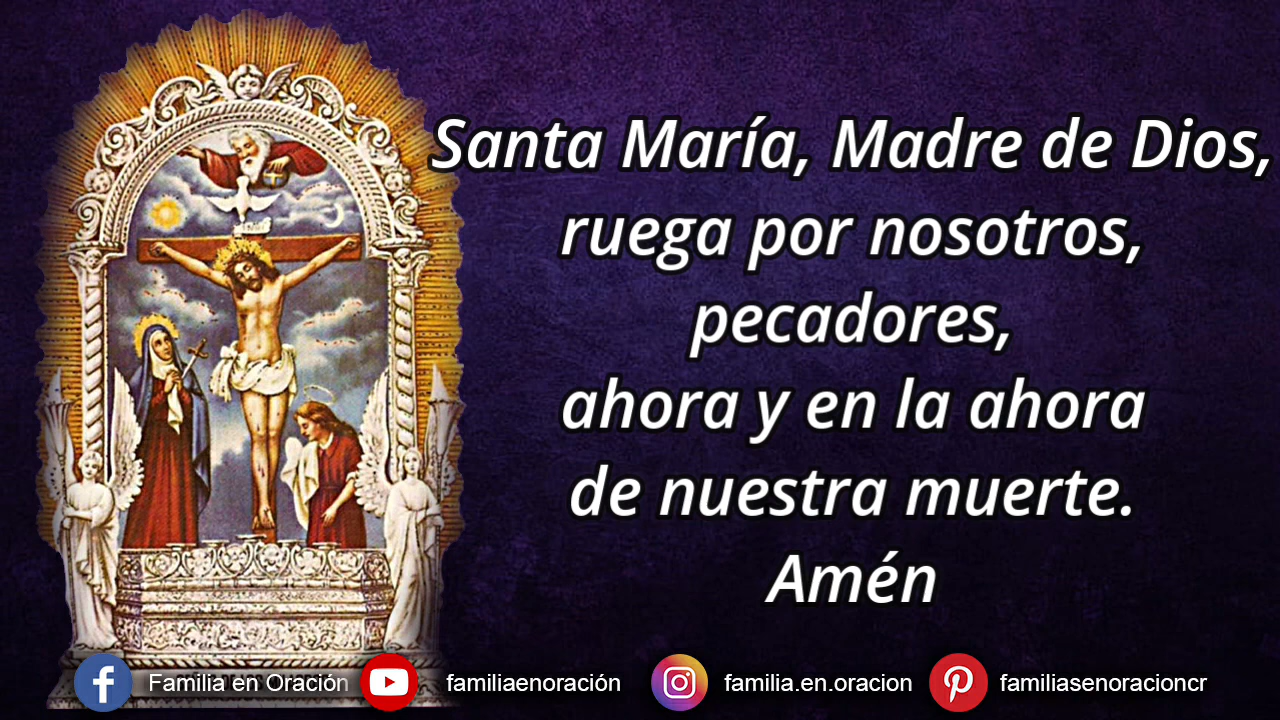 Santa María, Madre de Dios,
ruega por nosotros,
pecadores,
ahora y en la ahora
de nuestra muerte.
Amén
Familia en Oración
familiaenoración
familia.en.oracion
familiasenoracioncr